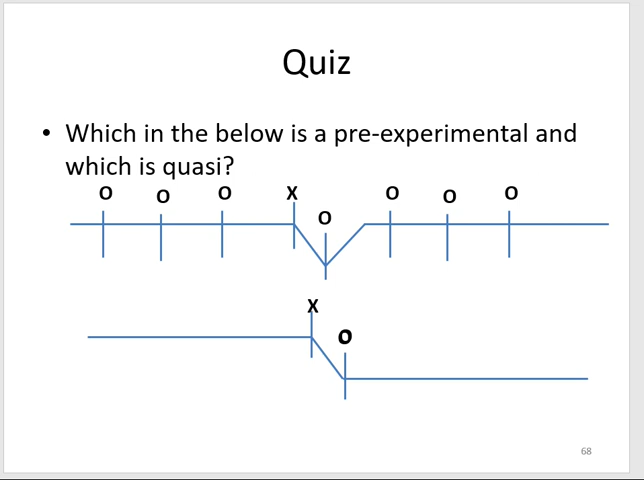 Quiz
• Which in the below is a pre-experimental and
which is quasi?
O O O X O O O O
X
O
68